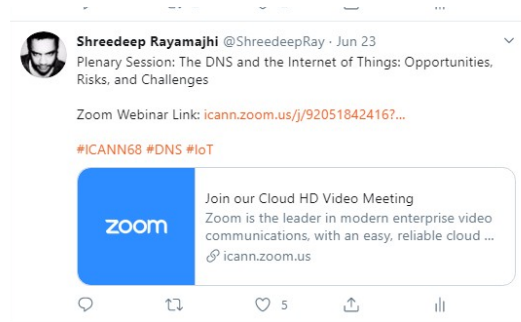 Shreedeep Rayamajhi @ShreedeepRay · Jun 23
Plenary Session: The DNS and the Internet of Things: Opportunities,
Risks, and Challenges
Zoom Webinar Link: icann.zoom.us/j/92051842416?...
#ICANN68 #DNS #IoT
zoom
Join our Cloud HD Video Meeting
Zoom is the leader in modern enterprise video
communications, with an easy, reliable cloud ...
icann.zoom.us
5